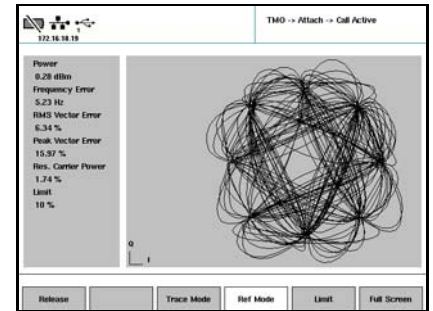 1
172.16.18.19
TMO -> Attach -> Call Active
Power
0.28 dBm
Frequency Error
5.23 Hz
RMS Vector Error
6.34 %
Peak Vector Error
15.97 %
Res. Carrier Power
1.74 %
Limit
10 %
Q
I
Release
Trace Mode
Ref Mode
Limit
Full Screen